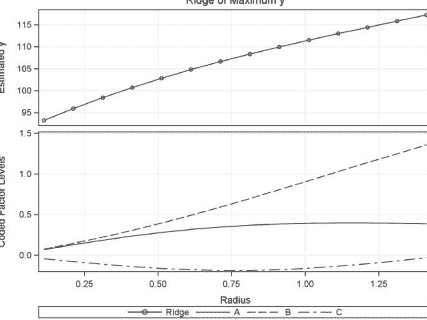 Ridge of Maximum y
Estimated y
115
110
105
100
95
Coded Factor Levels
1.5
1.0
0.5
0.0
0.25 0.50 0.75 1.00 1.25
Radius
Ridge A B C